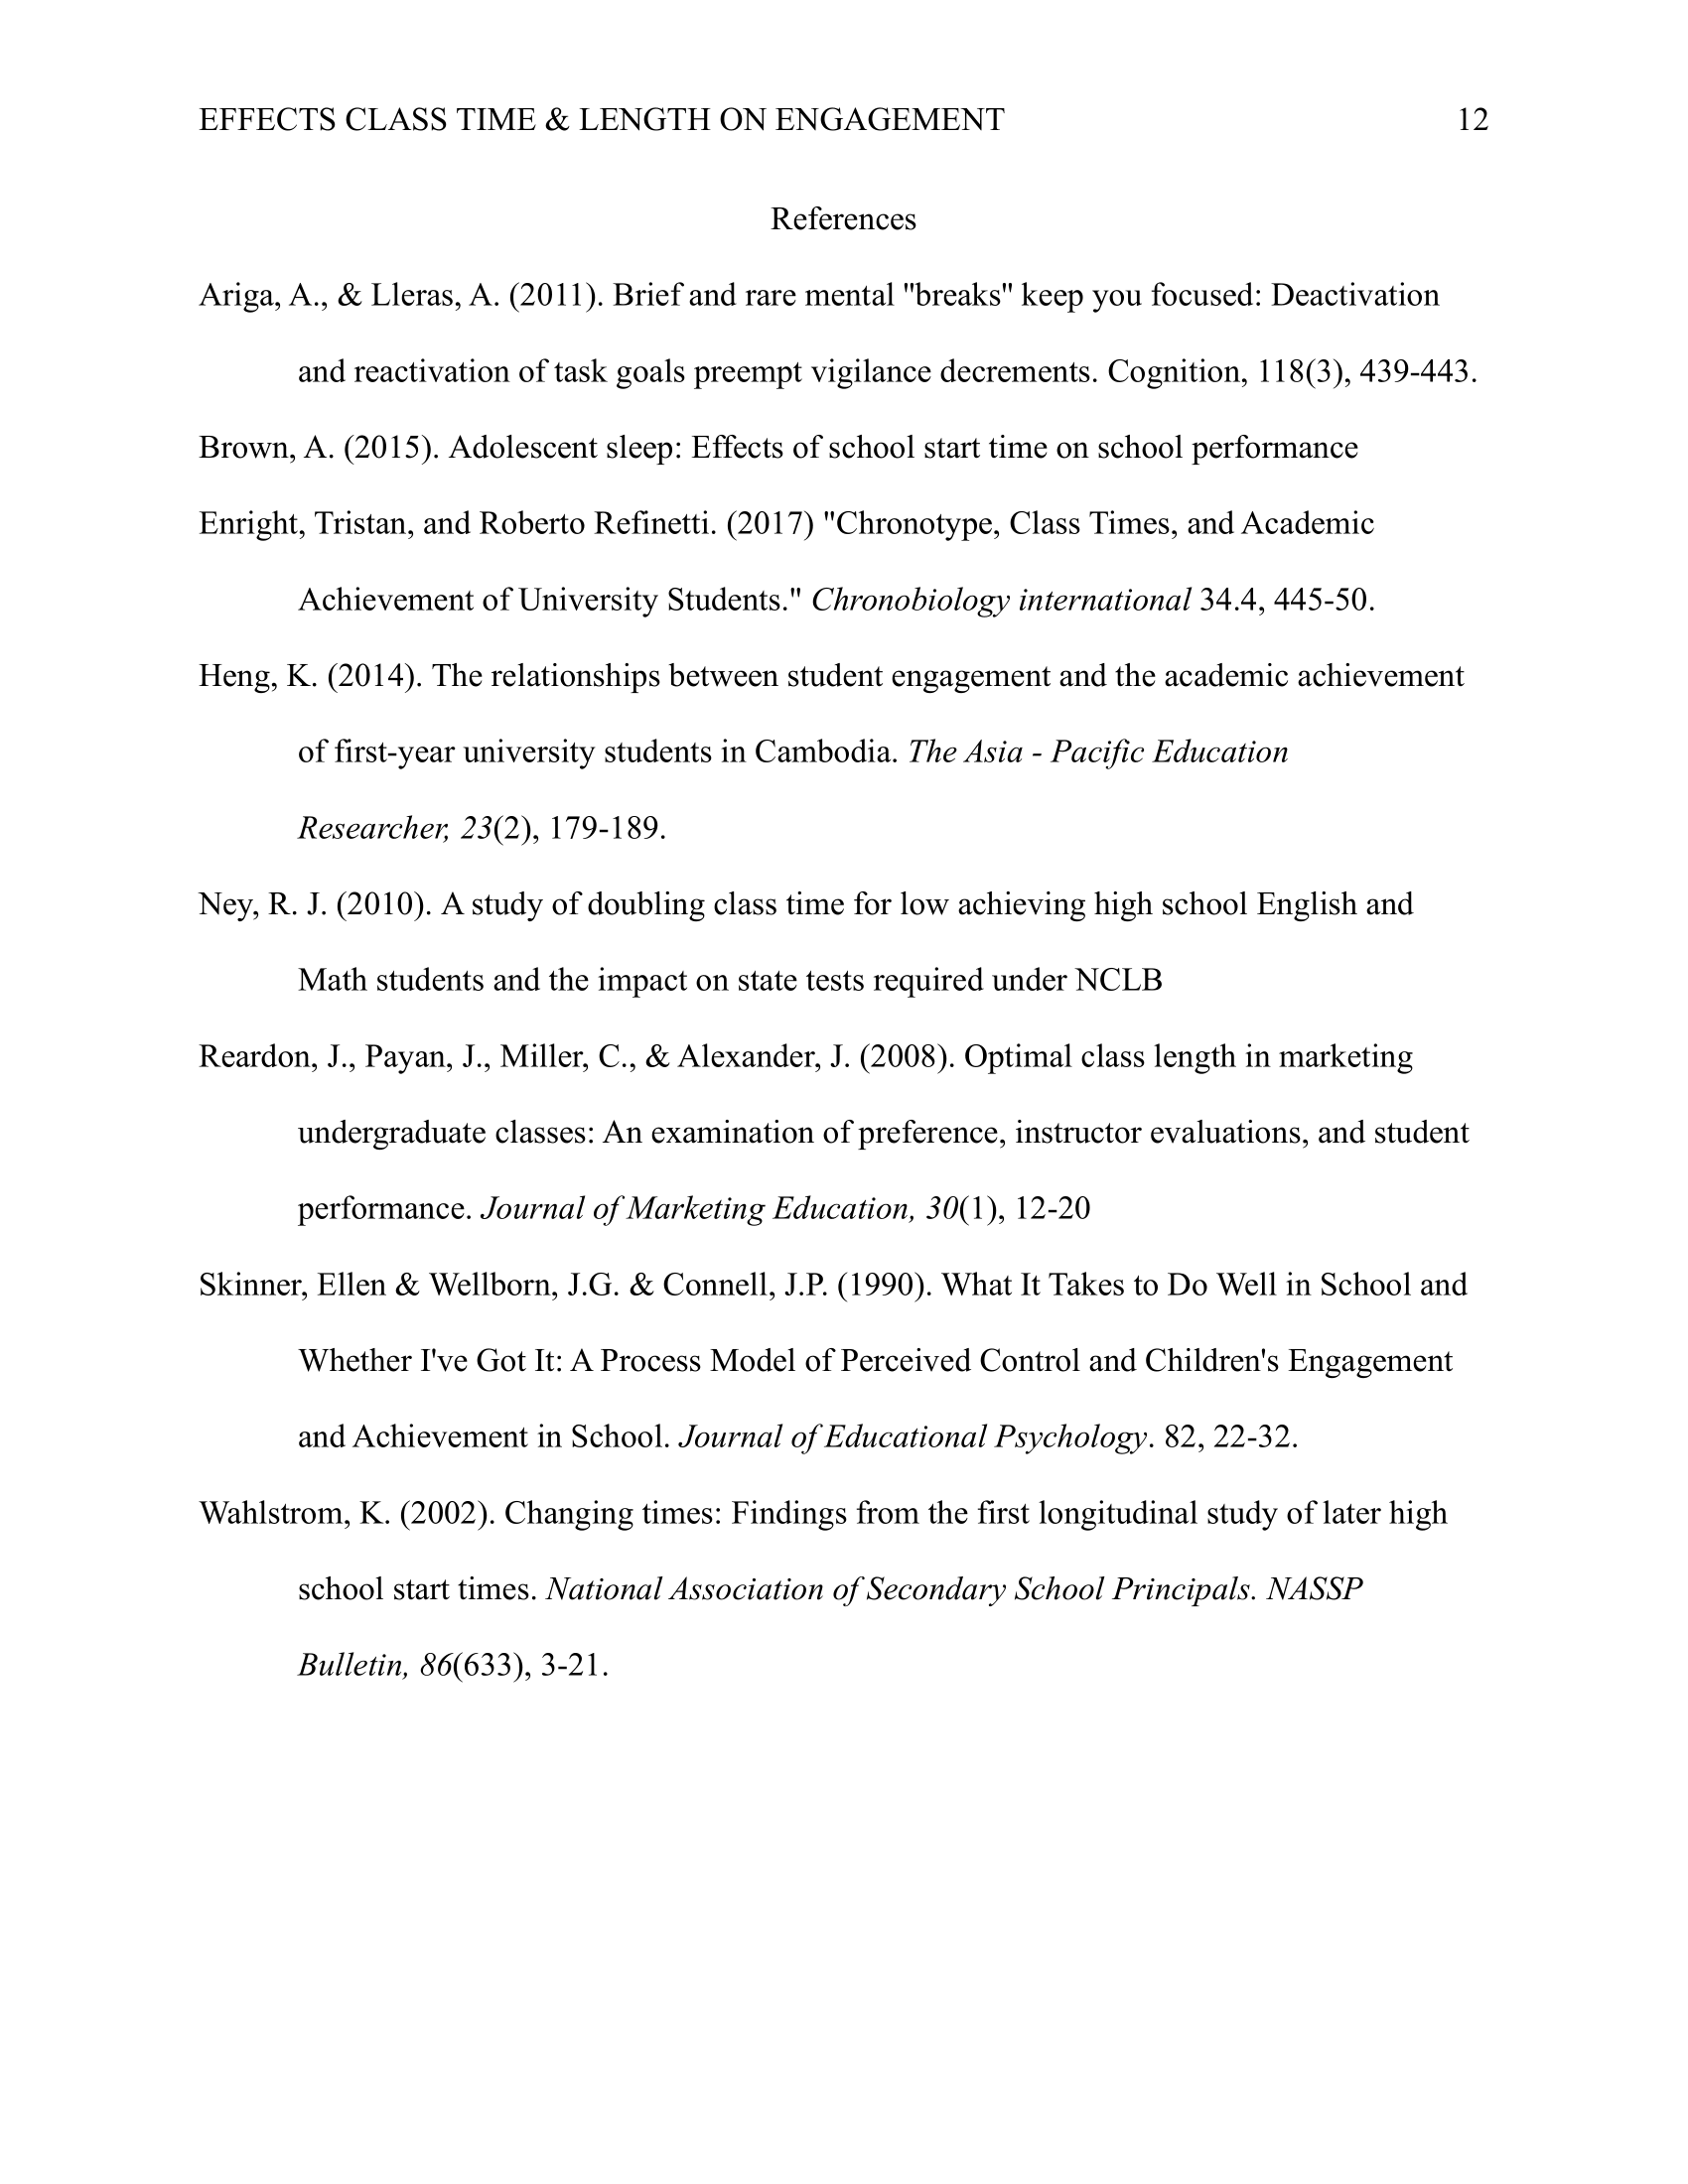 EFFECTS CLASS TIME & LENGTH ON ENGAGEMENT 12
References
Ariga, A., & Lleras, A. (2011). Brief and rare mental "breaks" keep you focused: Deactivation
and reactivation of task goals preempt vigilance decrements. Cognition, 118(3), 439-443.
Brown, A. (2015). Adolescent sleep: Effects of school start time on school performance
Enright, Tristan, and Roberto Refinetti. (2017) "Chronotype, Class Times, and Academic
Achievement of University Students." Chronobiology international 34.4, 445-50.
Heng, K. (2014). The relationships between student engagement and the academic achievement
of first-year university students in Cambodia. The Asia - Pacific Education
Researcher, 23(2), 179-189.
Ney, R. J. (2010). A study of doubling class time for low achieving high school English and
Math students and the impact on state tests required under NCLB
Reardon, J., Payan, J., Miller, C., & Alexander, J. (2008). Optimal class length in marketing
undergraduate classes: An examination of preference, instructor evaluations, and student
performance. Journal of Marketing Education, 30(1), 12-20
Skinner, Ellen & Wellborn, J.G. & Connell, J.P. (1990). What It Takes to Do Well in School and
Whether I've Got It: A Process Model of Perceived Control and Children's Engagement
and Achievement in School. Journal of Educational Psychology. 82, 22-32.
Wahlstrom, K. (2002). Changing times: Findings from the first longitudinal study of later high
school start times. National Association of Secondary School Principals. NASSP
Bulletin, 86(633), 3-21.